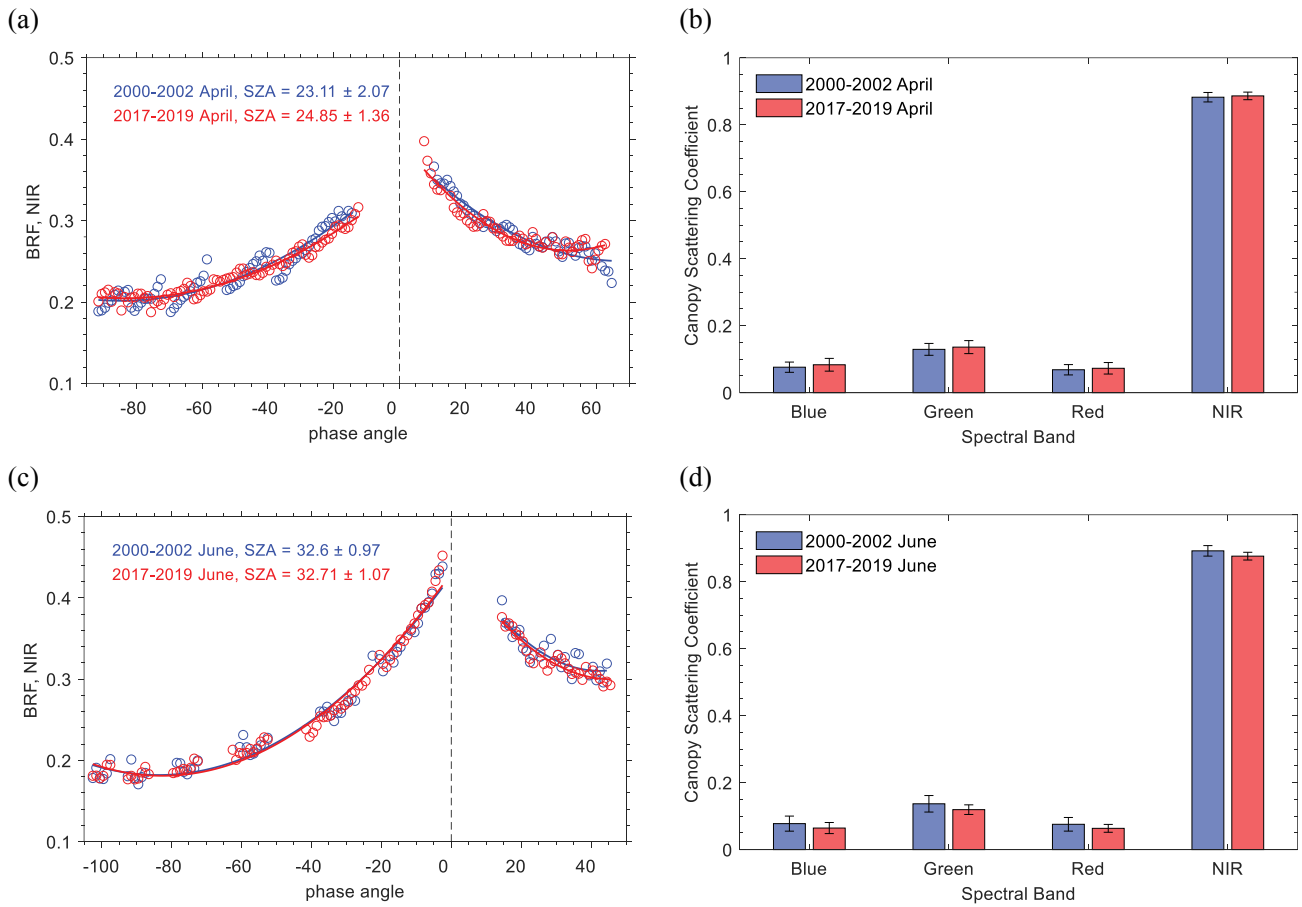 (a)
0.5
0.4
0.3
0.2
0.1
BRF, NIR
2000-2002 April, SZA = 23.11 ± 2.07
2017-2019 April, SZA = 24.85 ± 1.36
-80 -60 -40 -20 0 20 40 60
phase angle
(b)
1
0.8
0.6
0.4
0.2
0
Canopy Scattering Coefficient
2000-2002 April
2017-2019 April
Blue Green Red NIR
Spectral Band
(c)
0.5
0.4
0.3
0.2
0.1
BRF, NIR
2000-2002 June, SZA = 32.6 ± 0.97
2017-2019 June, SZA = 32.71 ± 1.07
-100 -80 -60 -40 -20 0 20 40
phase angle
(d)
1
0.8
0.6
0.4
0.2
0
Canopy Scattering Coefficient
2000-2002 June
2017-2019 June
Blue Green Red NIR
Spectral Band